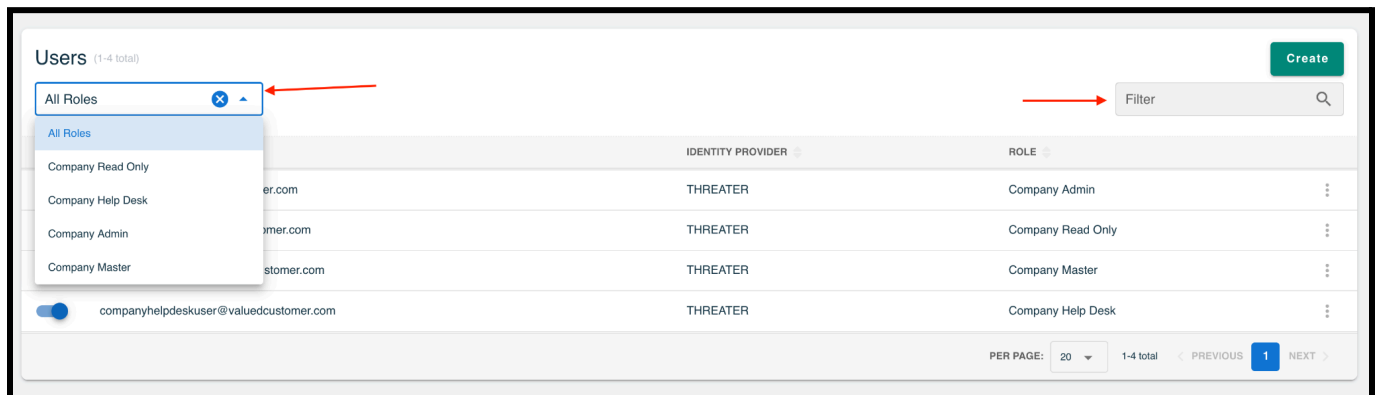 Users (1-4 total)
Create
All Roles
Filter
All Roles
Company Read Only
Company Help Desk
Company Admin
Company Master
IDENTITY PROVIDER
ROLE
er.com THREATER Company Admin
omer.com THREATER Company Read Only
stomer.com THREATER Company Master
companyhelpdeskuser@valuedcustomer.com THREATER Company Help Desk
PER PAGE: 20 1-4 total < PREVIOUS 1 NEXT >